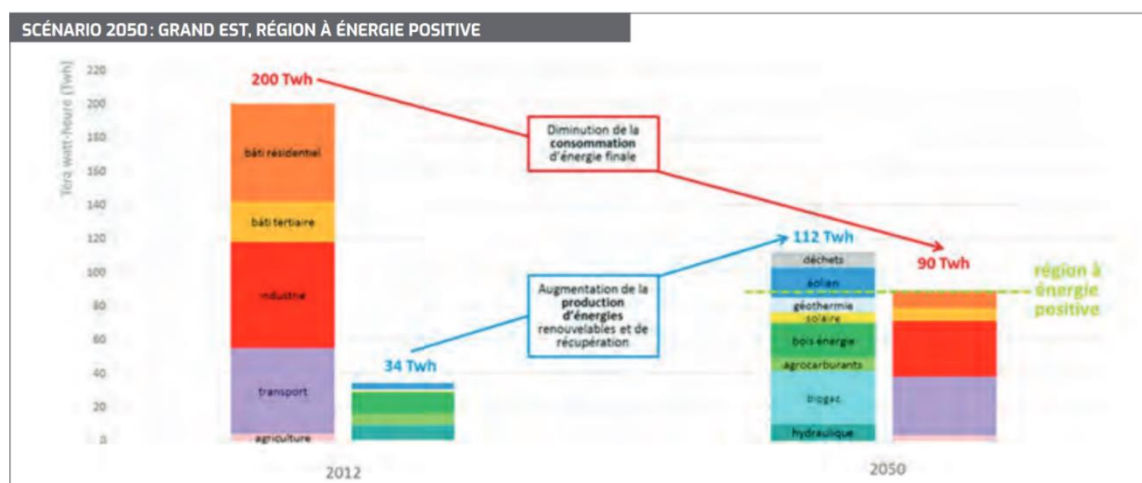 SCÉNARIO 2050 : GRAND EST, RÉGION À ÉNERGIE POSITIVE
Téra watt-heure (Twh)
220
200
180
160
140
120
100
80
60
40
20
0
200 Twh
bâti résidentiel
bâti tertiaire
industrie
transport
agriculture
34 Twh
2012
Diminution de la
consommation
d'énergie finale
Augmentation de la
production
d'énergies
renouvelables et de
récupération
112 Twh
déchets
éolien
géothermie
solaire
bois énergie
agrocarburants
biogaz
hydraulique
90 Twh
2050
région à
énergie
positive